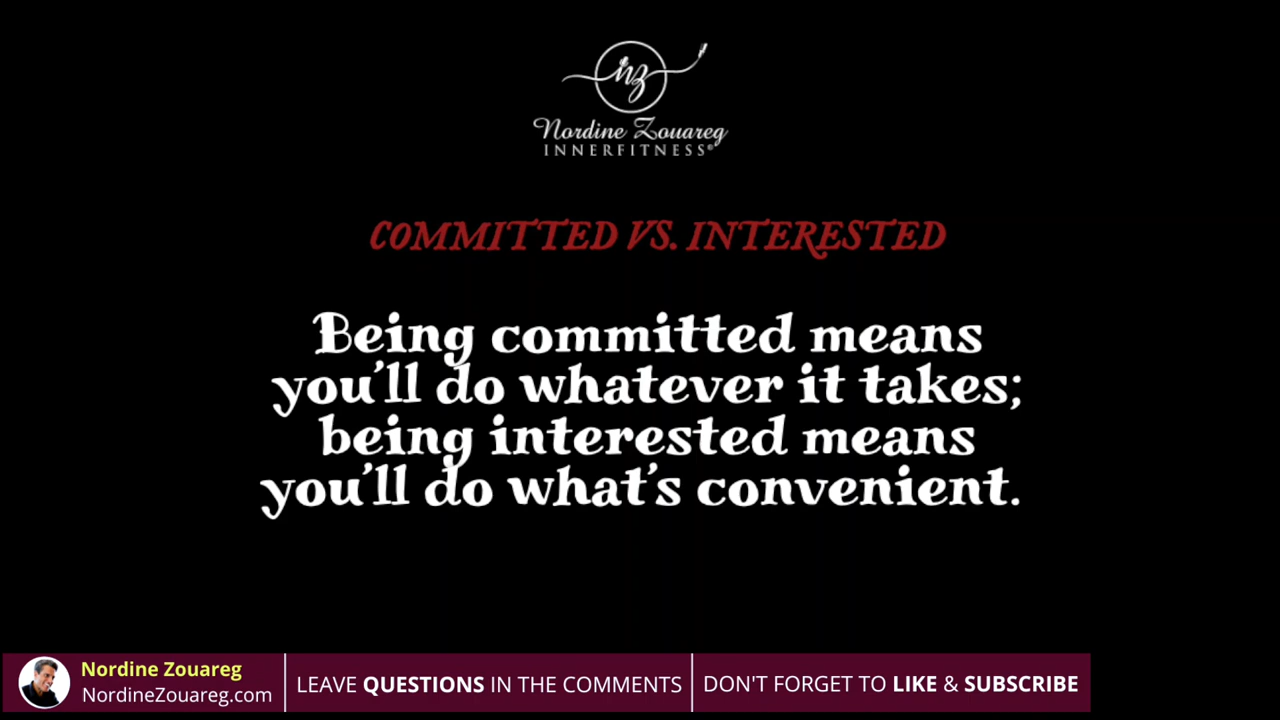 nz
Nordine Zouareg
INNERFITNESS®
COMMITTED VS. INTERESTED
Being committed means
you'll do whatever it takes;
being interested means
you'll do what's convenient.
Nordine Zouareg
NordineZouareg.com
LEAVE QUESTIONS IN THE COMMENTS
DON'T FORGET TO LIKE & SUBSCRIBE